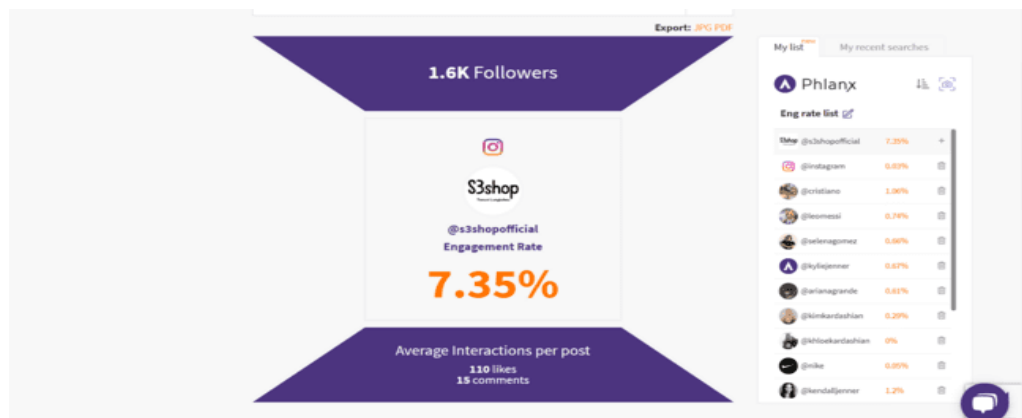 Export: JPG PDF
1.6K Followers
S3shop
@s3shopofficial
Engagement Rate
7.35%
Average Interactions per post
110 likes
15 comments
My list new
My recent searches
Phlanx
Eng rate list
@s3shopofficial 7.35%
@instagram 0.03%
@cristiano 1.06%
@leomessi 0.74%
@selenagomez
@kyliejenner 0.67%
@arianagrande 0.61%
@kimkardashian 0.29%
@khloekardashian 0%
@nike 0.05%
@kendalljenner 1.2%